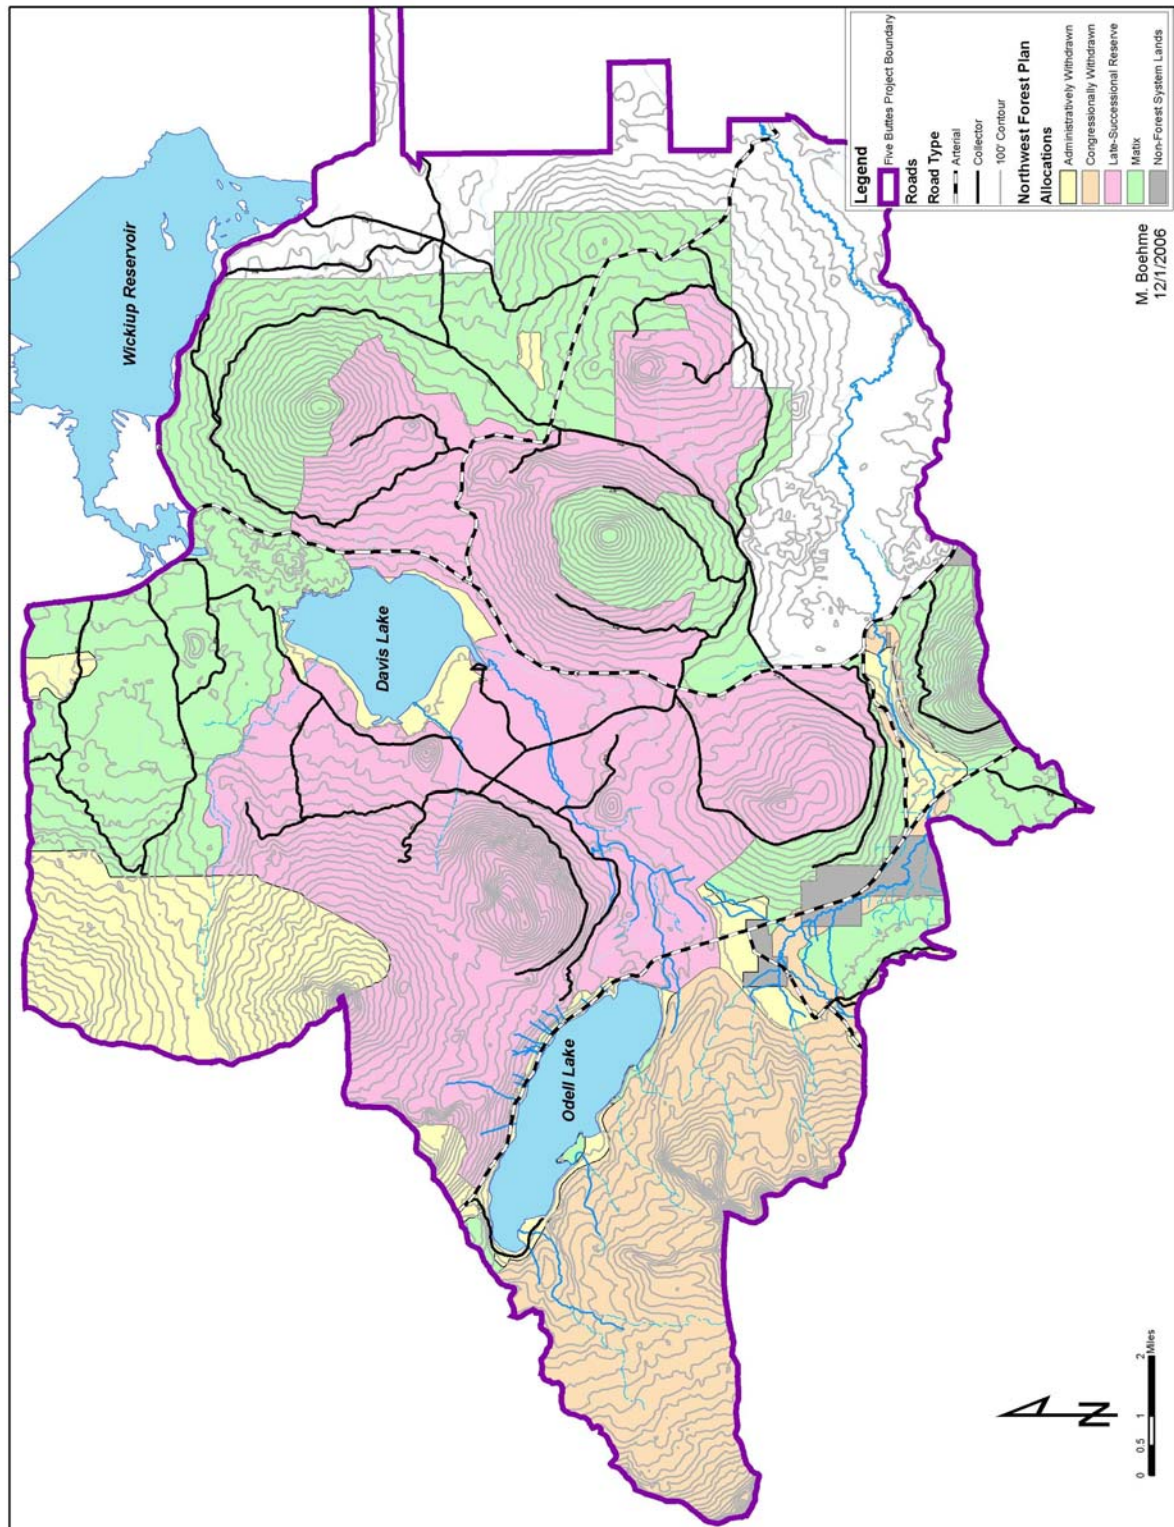 Wickiup Reservoir
Davis Lake
Odell Lake
Legend
Five Buttes Project Boundary
Roads
Road Type
Arterial
Collector
100' Contour
Northwest Forest Plan
Allocations
Administratively Withdrawn
Congressionally Withdrawn
Late-Successional Reserve
Matix
Non-Forest System Lands
M. Boehme
12/1/2006
N
0 0.5 1 2
Miles